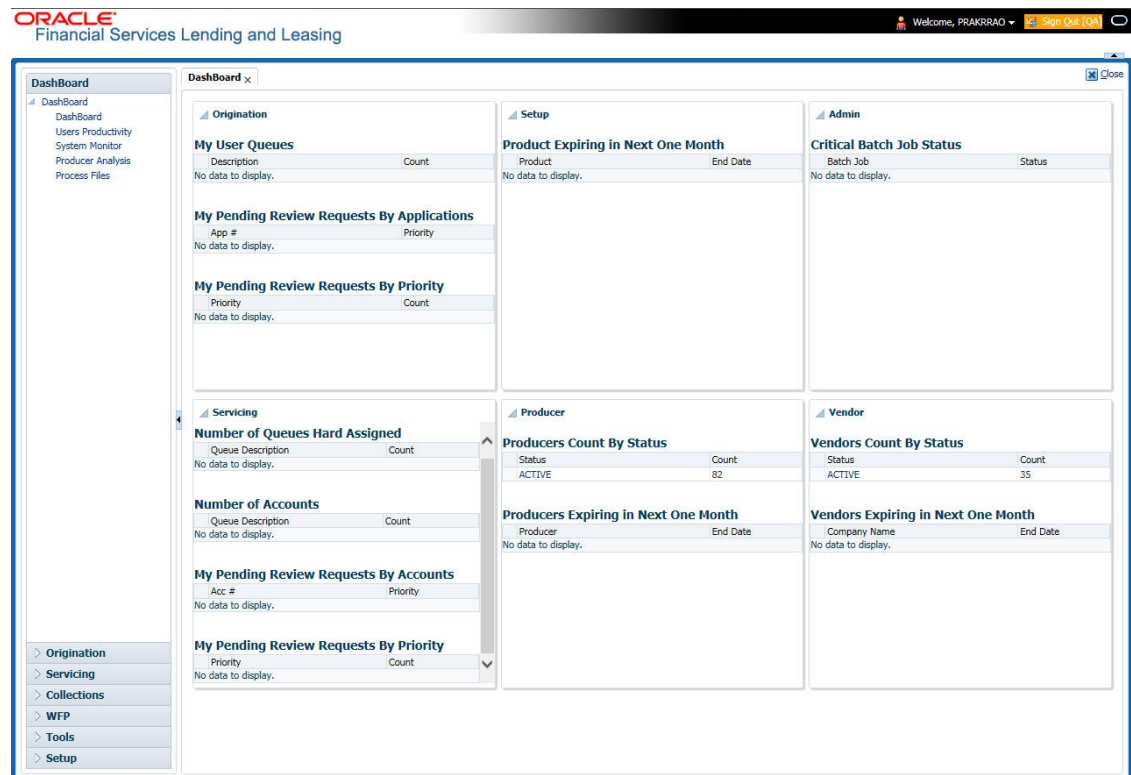 ORACLE
Financial Services Lending and Leasing
Welcome, PRAKRRAO
Sign Out [QA]
DashBoard
DashBoard
DashBoard
Users Productivity
System Monitor
Producer Analysis
Process Files
Origination
Servicing
Collections
WFP
Tools
Setup
DashBoard
Close
Origination
My User Queues
Description Count
No data to display.
My Pending Review Requests By Applications
App # Priority
No data to display.
My Pending Review Requests By Priority
Priority Count
No data to display.
Setup
Product Expiring in Next One Month
Product End Date
No data to display.
Admin
Critical Batch Job Status
Batch Job Status
No data to display.
Servicing
Number of Queues Hard Assigned
Queue Description Count
No data to display.
Number of Accounts
Queue Description Count
No data to display.
My Pending Review Requests By Accounts
Acc # Priority
No data to display.
My Pending Review Requests By Priority
Priority Count
No data to display.
Producer
Producers Count By Status
Status Count
ACTIVE 82
Producers Expiring in Next One Month
Producer End Date
No data to display.
Vendor
Vendors Count By Status
Status Count
ACTIVE 35
Vendors Expiring in Next One Month
Company Name End Date
No data to display.